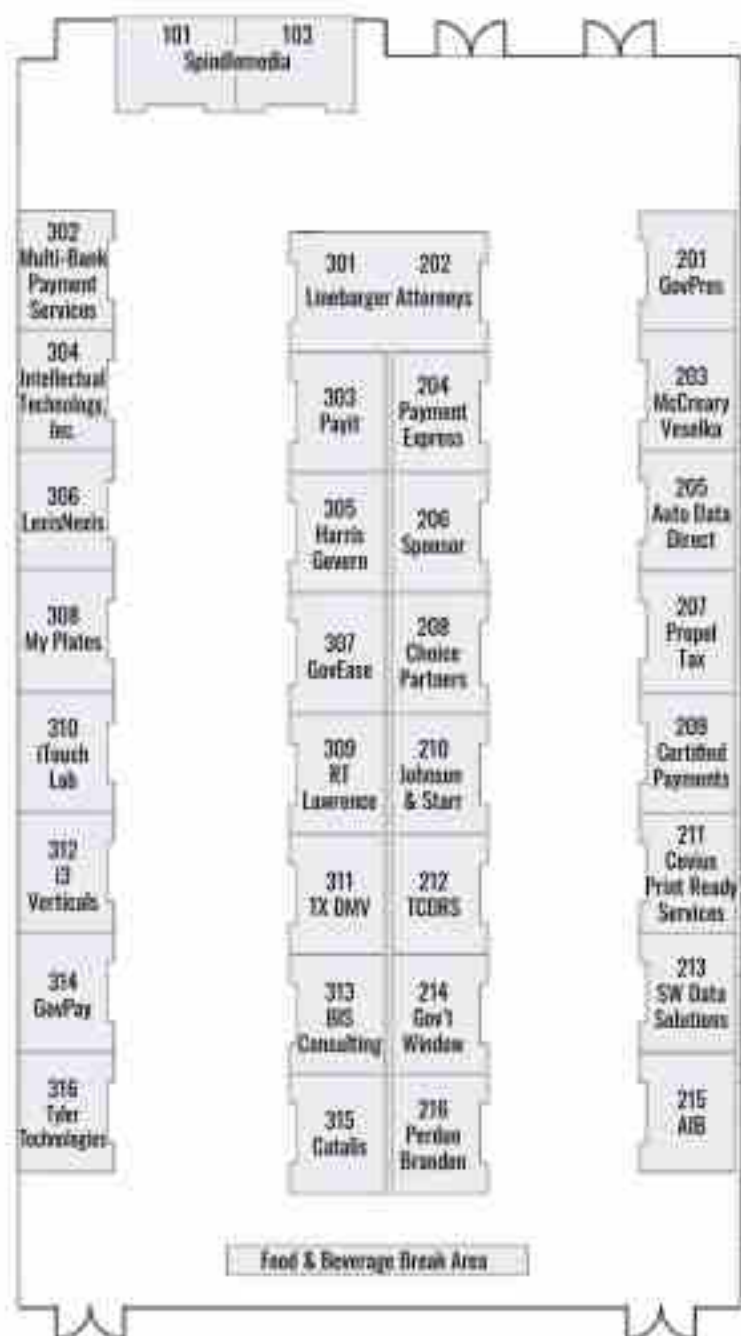 101 103
Spindlemedia
302
Multi-Bank
Payment
Services
304
Intellectual
Technology,
Inc.
306
LexisNexis
308
My Plates
310
iTouch
Lab
312
i3
Verticals
314
GovPay
316
Tyler
Technologies
301 202
Linebarger Attorneys
303
PayIt
204
Payment
Express
305
Harris
Govern
206
Sponsor
307
GovEase
208
Choice
Partners
309
RT
Lawrence
210
Johnson
& Starr
311
TX DMV
212
TCDRS
313
BIS
Consulting
214
Gov't
Window
315
Catalis
216
Perdue
Brandon
201
GovPros
203
McCreary
Veselka
205
Auto Data
Direct
207
Propel
Tax
209
Certified
Payments
211
Covius
Print Ready
Services
213
SW Data
Solutions
215
AIB
Food & Beverage Break Area